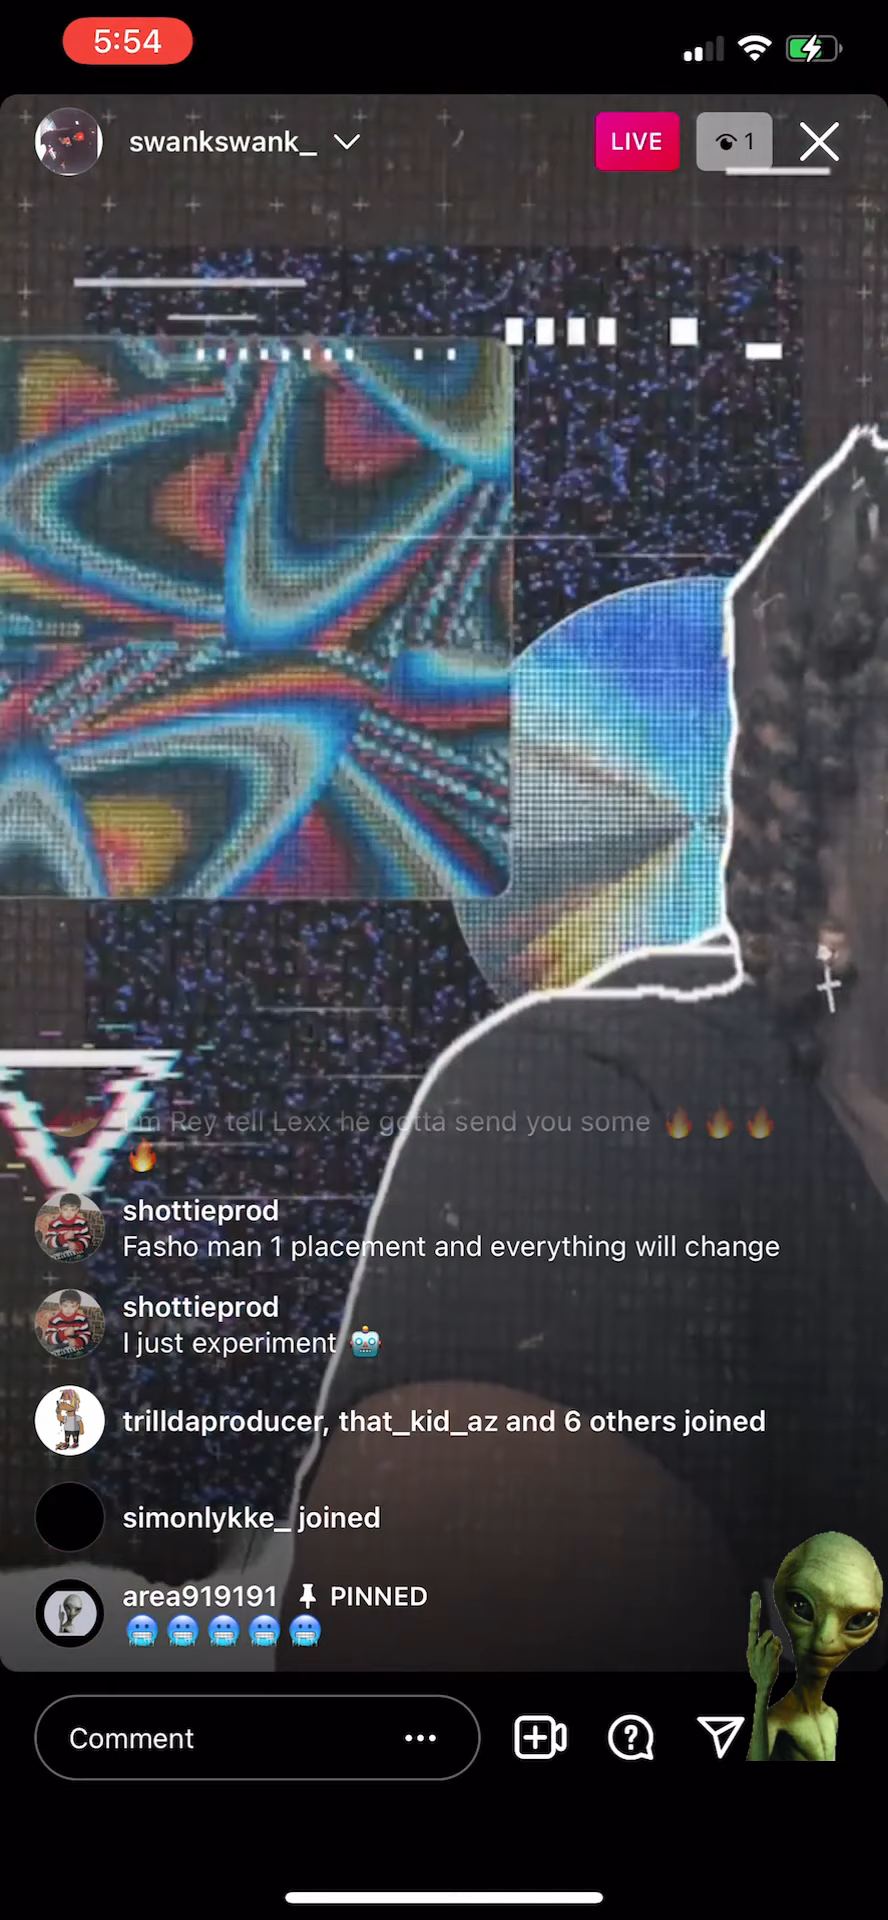 5:54
swankswank_
LIVE
1
I'm Rey tell Lexx he gotta send you some 🔥 🔥 🔥
🔥
shottieprod
Fasho man 1 placement and everything will change
shottieprod
I just experiment 🤖
trilldaproducer, that_kid_az and 6 others joined
simonlykke_ joined
area919191 📌 PINNED
🥶🥶🥶🥶🥶
Comment